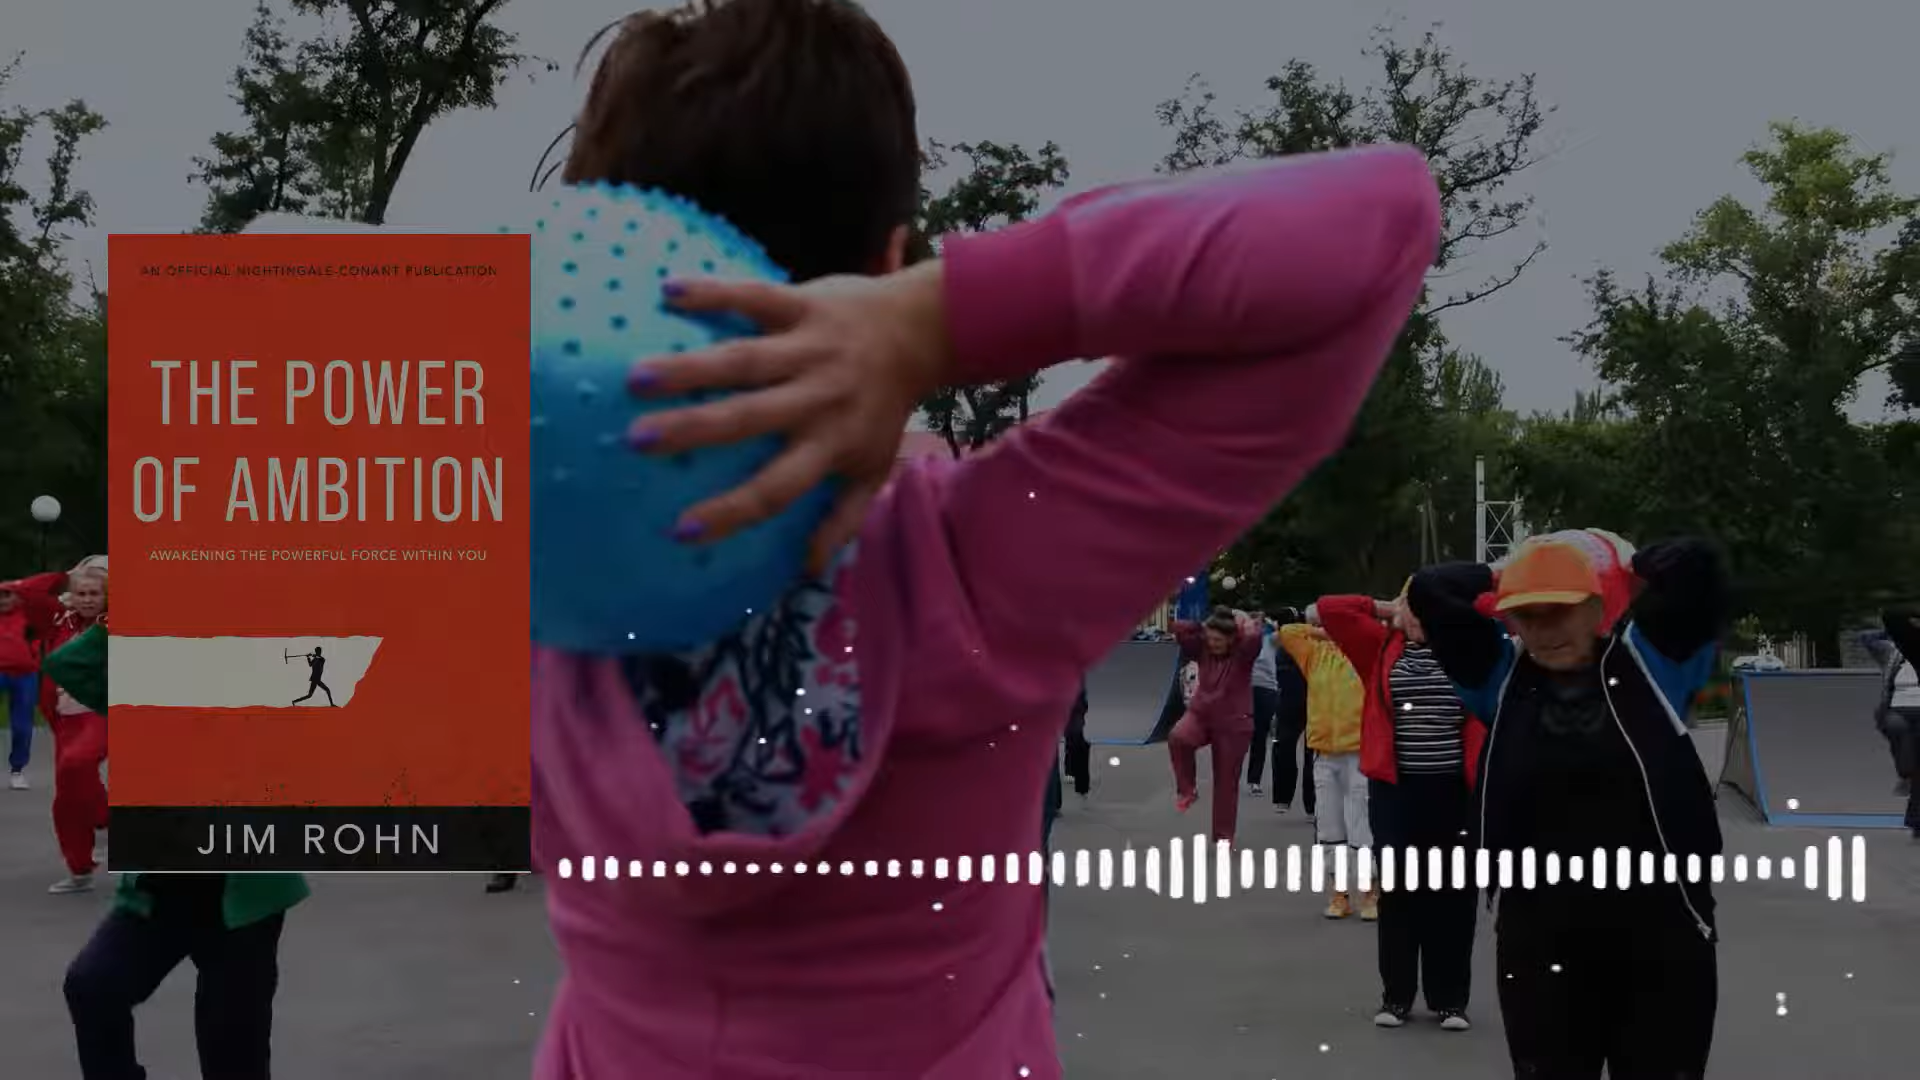 AN OFFICIAL NIGHTINGALE-CONANT PUBLICATION
THE POWER
OF AMBITION
AWAKENING THE POWERFUL FORCE WITHIN YOU
JIM ROHN